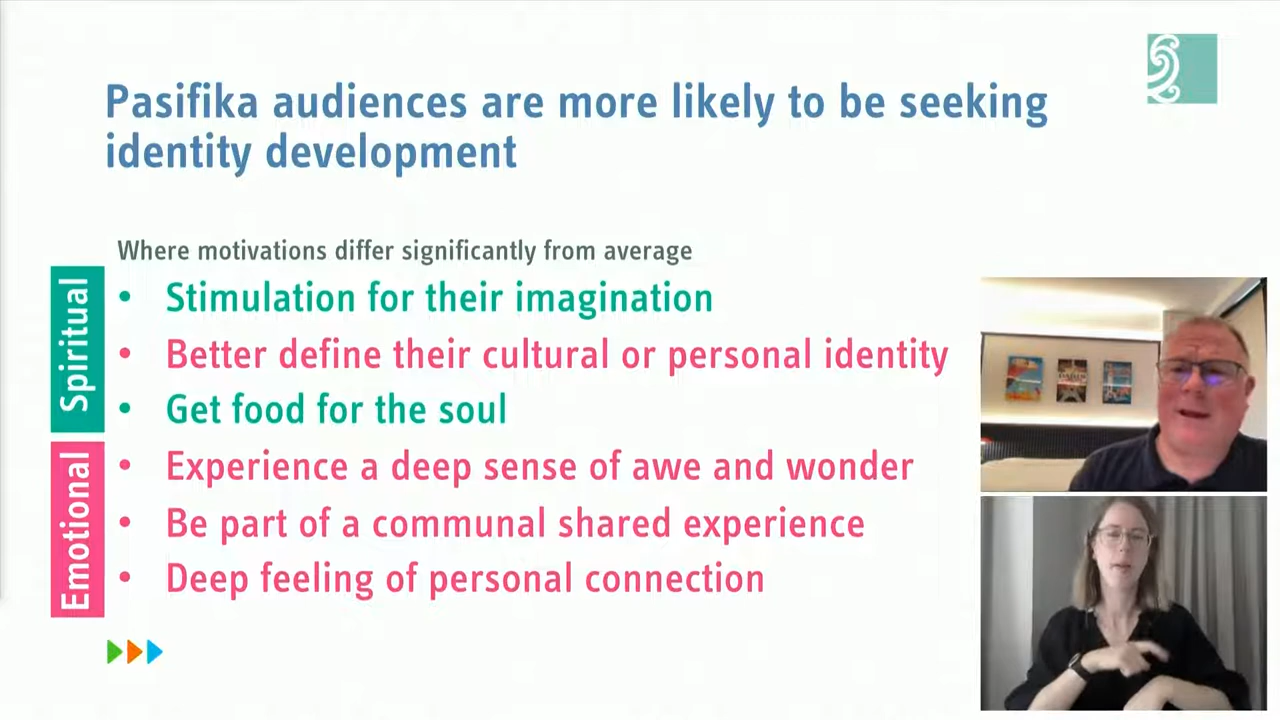 Pasifika audiences are more likely to be seeking
identity development
Where motivations differ significantly from average
Spiritual
• Stimulation for their imagination
• Better define their cultural or personal identity
• Get food for the soul
Emotional
• Experience a deep sense of awe and wonder
• Be part of a communal shared experience
• Deep feeling of personal connection